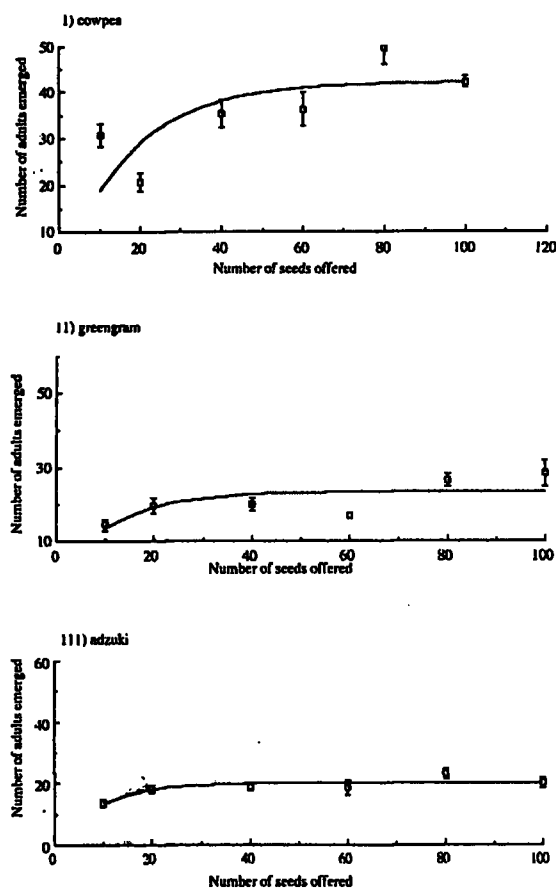 1) cowpea
50
40
30
20
10
Number of adults emerged
0 20 40 60 80 100 120
Number of seeds offered
11) greengram
50
30
10
Number of adults emerged
0 20 40 60 80 100
Number of seeds offered
111) adzuki
60
40
20
0
Number of adults emerged
0 20 40 60 80 100
Number of seeds offered